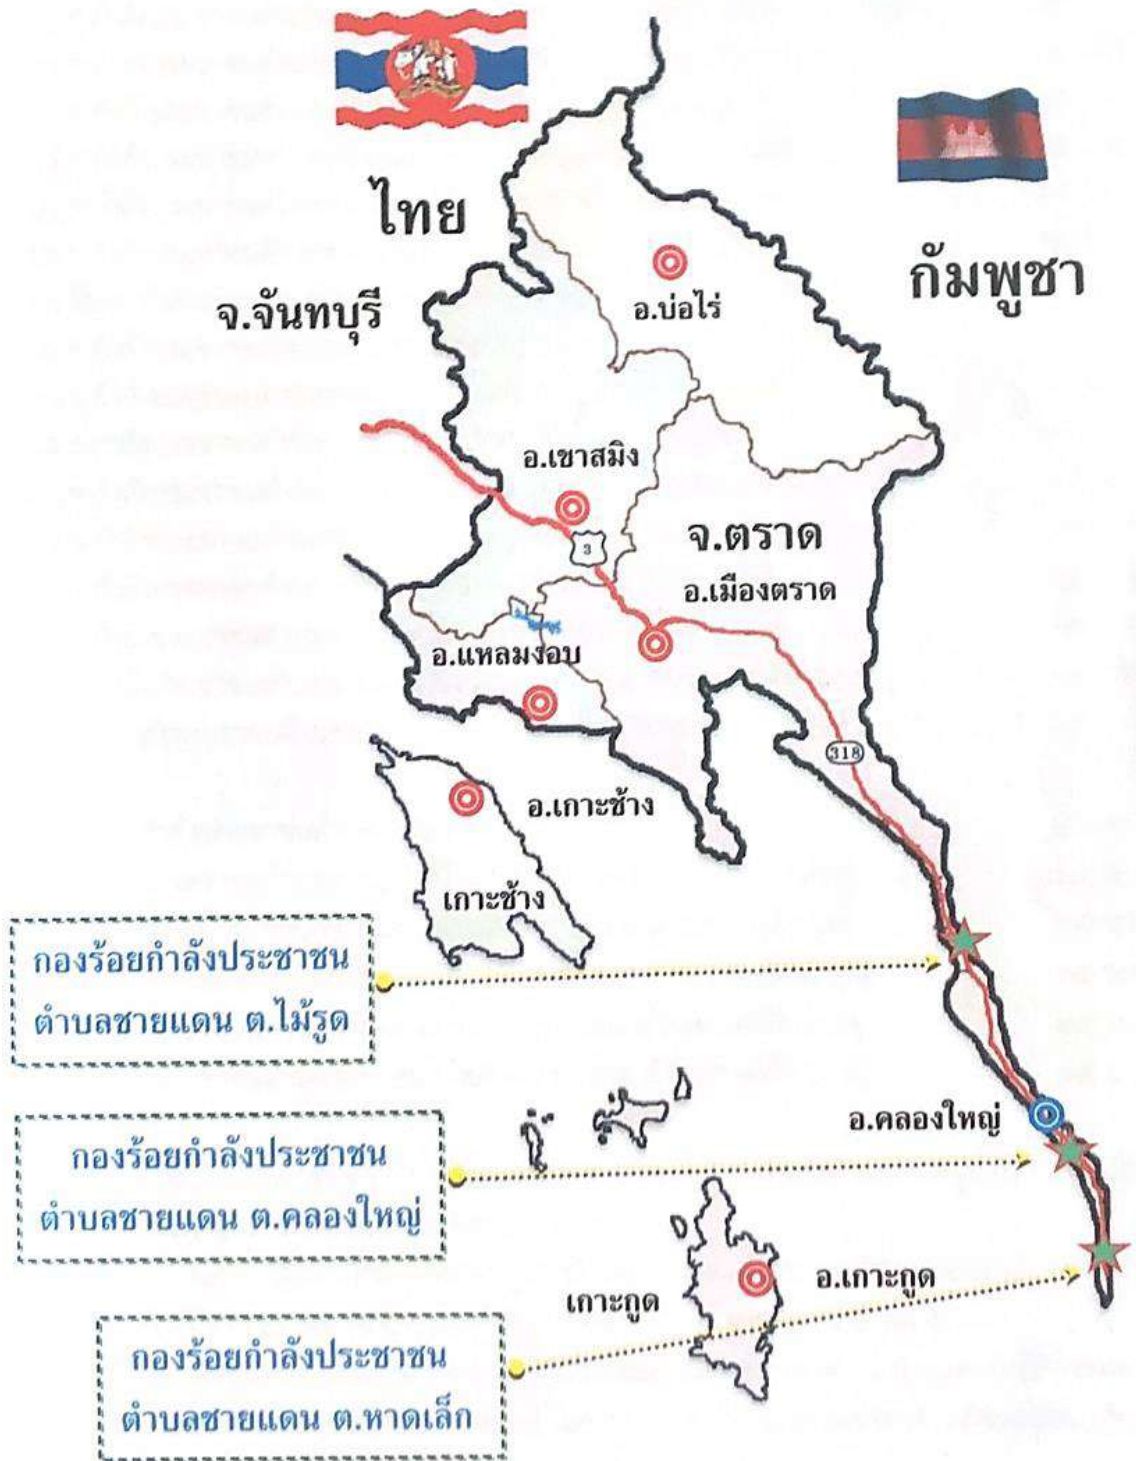 ไทย
กัมพูชา
จ.จันทบุรี
อ.บ่อไร่
อ.เขาสมิง
จ.ตราด
3
อ.เมืองตราด
อ.แหลมงอบ
318
อ.เกาะช้าง
เกาะช้าง
กองร้อยกำลังประชาชน
ตำบลชายแดน ต.ไม้รูด
อ.คลองใหญ่
กองร้อยกำลังประชาชน
ตำบลชายแดน ต.คลองใหญ่
อ.เกาะกูด
เกาะกูด
กองร้อยกำลังประชาชน
ตำบลชายแดน ต.หาดเล็ก